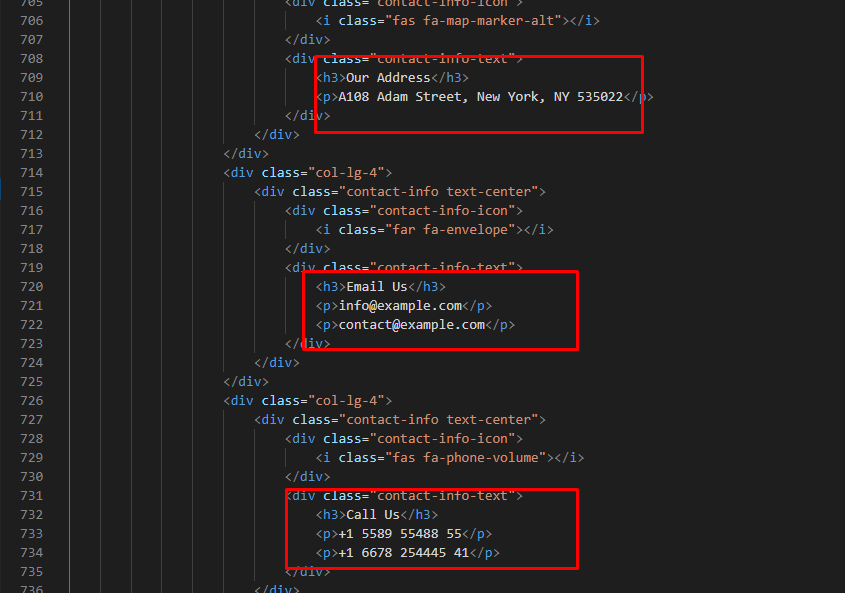 705 <div class="contact-info-icon">
706 <i class="fas fa-map-marker-alt"></i>
707 </div>
708 <div class="contact-info-text">
709 <h3>Our Address</h3>
710 <p>A108 Adam Street, New York, NY 535022</p>
711 </div>
712 </div>
713 </div>
714 <div class="col-lg-4">
715 <div class="contact-info text-center">
716 <div class="contact-info-icon">
717 <i class="far fa-envelope"></i>
718 </div>
719 <div class="contact-info-text">
720 <h3>Email Us</h3>
721 <p>info@example.com</p>
722 <p>contact@example.com</p>
723 </div>
724 </div>
725 </div>
726 <div class="col-lg-4">
727 <div class="contact-info text-center">
728 <div class="contact-info-icon">
729 <i class="fas fa-phone-volume"></i>
730 </div>
731 <div class="contact-info-text">
732 <h3>Call Us</h3>
733 <p>+1 5589 55488 55</p>
734 <p>+1 6678 254445 41</p>
735 </div>
736 </div>